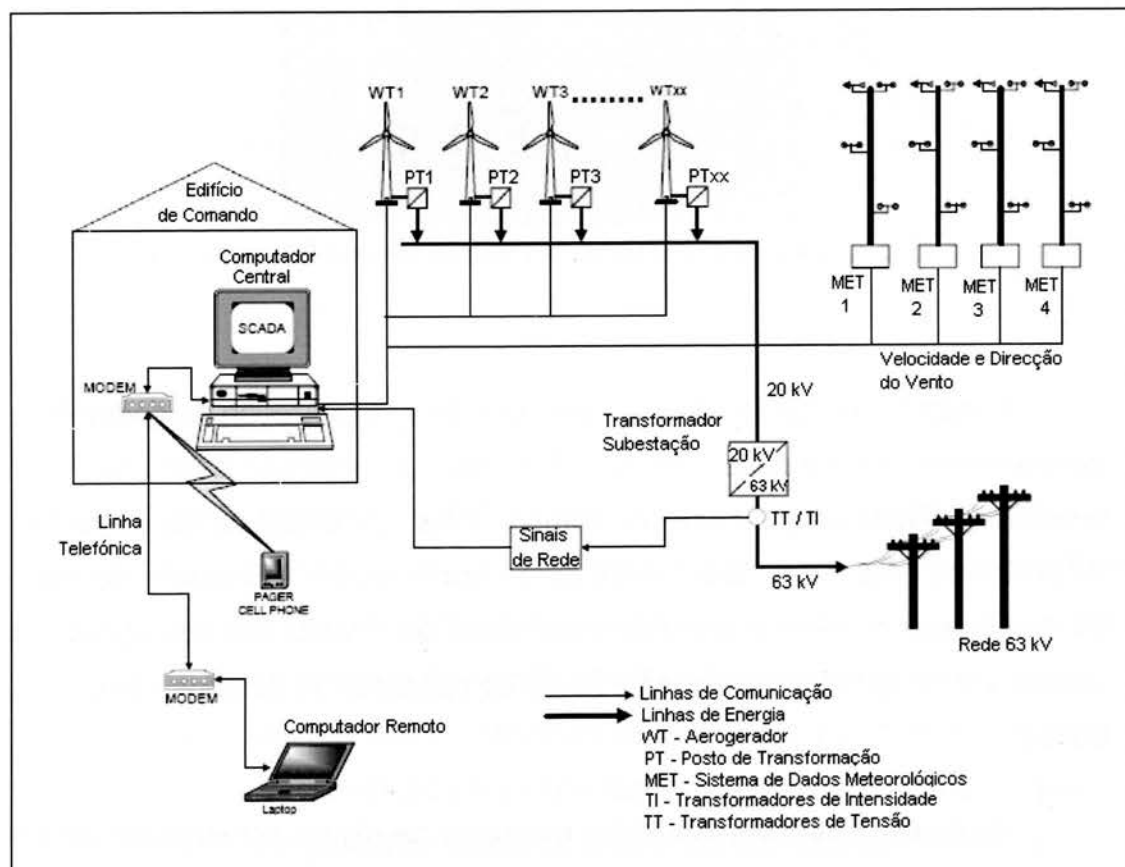 WT1
WT2
WT3
WTxx
PT1
PT2
PT3
PTxx
Edifício
de Comando
Computador
Central
SCADA
MODEM
MET
1
MET
2
MET
3
MET
4
Velocidade e Direcção
do Vento
20 kV
Transformador
Subestação
20 kV
63 kV
TT / TI
Sinais
de Rede
63 kV
Rede 63 kV
Linha
Telefónica
PAGER
CELL PHONE
MODEM
Computador Remoto
Laptop
Linhas de Comunicação
Linhas de Energia
WT - Aerogerador
PT - Posto de Transformação
MET - Sistema de Dados Meteorológicos
TI - Transformadores de Intensidade
TT - Transformadores de Tensão